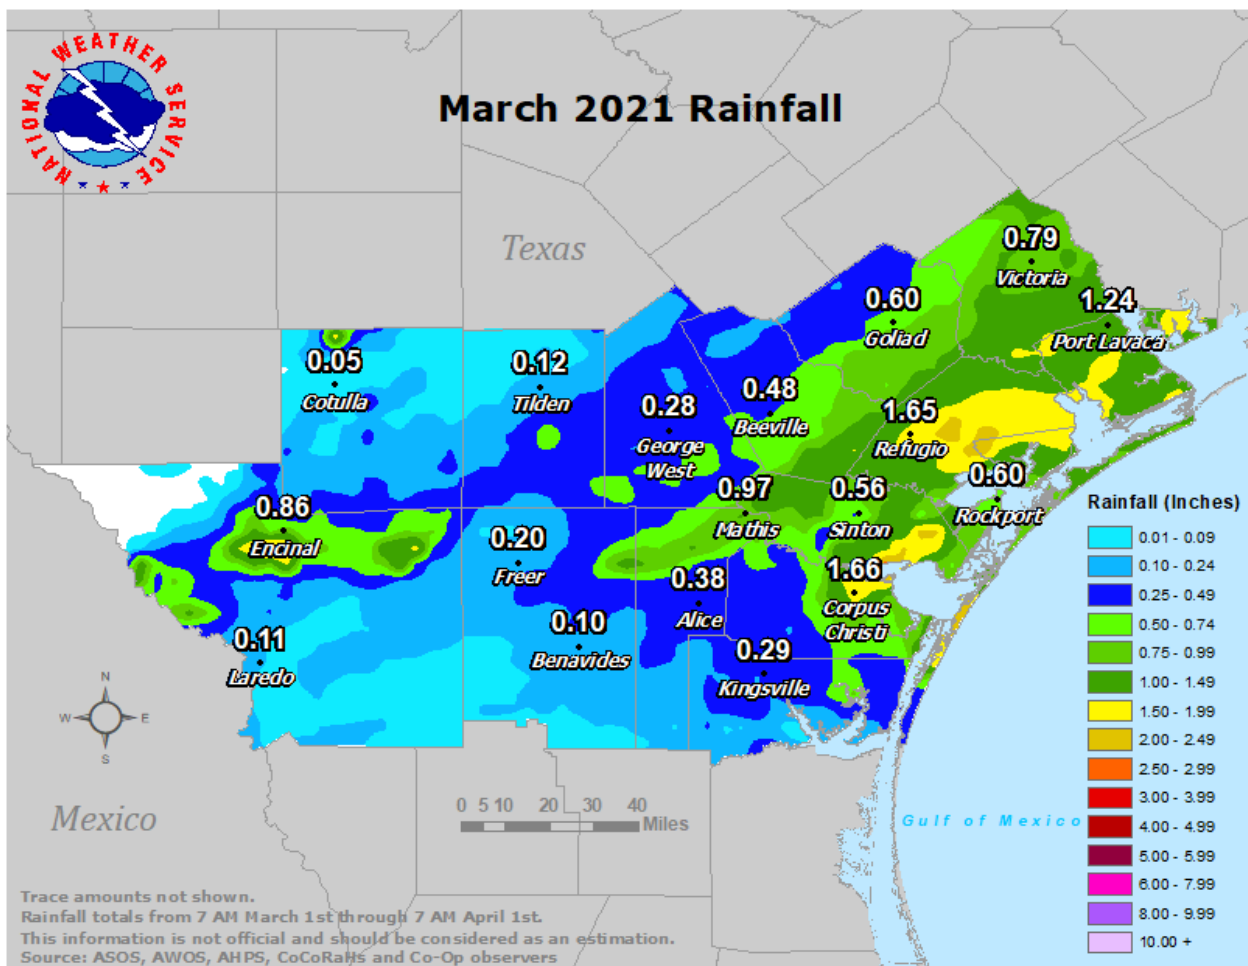 NATIONAL WEATHER SERVICE
March 2021 Rainfall
Texas
0.79
Victoria
1.24
Port Lavaca
0.60
Goliad
0.05
Cotulla
0.12
Tilden
0.48
Beeville
0.28
George
West
1.65
Refugio
0.60
Rockport
0.86
Encinal
0.97
Mathis
0.56
Sinton
0.20
Freer
0.38
Alice
1.66
Corpus
Christi
0.11
Laredo
0.10
Benavides
0.29
Kingsville
Rainfall (Inches)
0.01 - 0.09
0.10 - 0.24
0.25 - 0.49
0.50 - 0.74
0.75 - 0.99
1.00 - 1.49
1.50 - 1.99
2.00 - 2.49
2.50 - 2.99
3.00 - 3.99
4.00 - 4.99
5.00 - 5.99
6.00 - 7.99
8.00 - 9.99
10.00 +
N
W E
S
Mexico
0 5 10 20 30 40
Miles
Gulf of Mexico
Trace amounts not shown.
Rainfall totals from 7 AM March 1st through 7 AM April 1st.
This information is not official and should be considered as an estimation.
Source: ASOS, AWOS, AHPS, CoCoRaHs and Co-Op observers